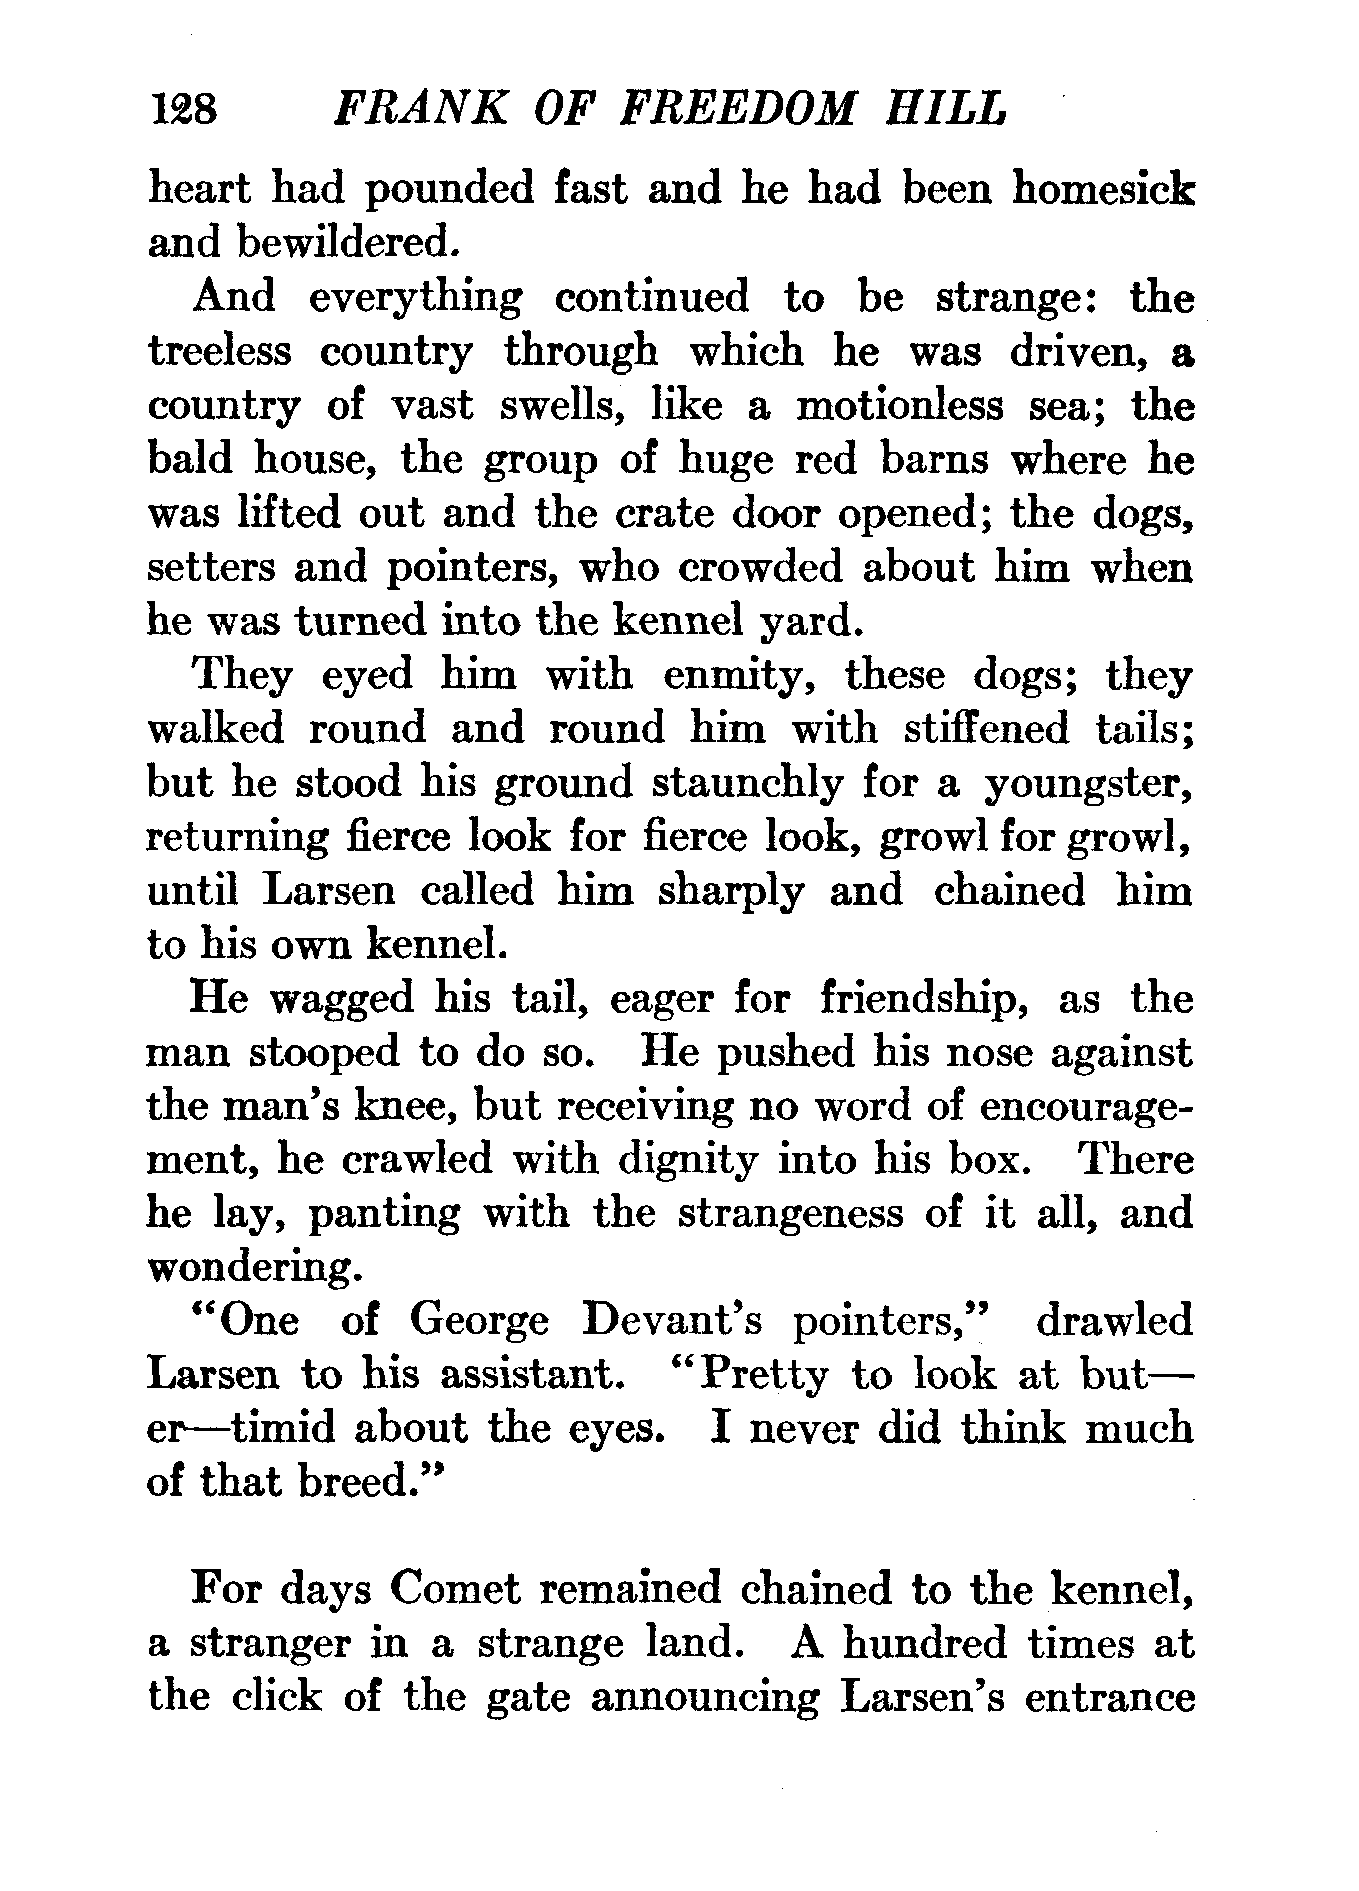 128 FRANK OF FREEDOM HILL
heart had pounded fast and he had been homesick
and bewildered.
And everything continued to be strange: the
treeless country through which he was driven, a
country of vast swells, like a motionless sea; the
bald house, the group of huge red barns where he
was lifted out and the crate door opened; the dogs,
setters and pointers, who crowded about him when
he was turned into the kennel yard.
They eyed him with enmity, these dogs; they
walked round and round him with stiffened tails;
but he stood his ground staunchly for a youngster,
returning fierce look for fierce look, growl for growl,
until Larsen called him sharply and chained him
to his own kennel.
He wagged his tail, eager for friendship, as the
man stooped to do so. He pushed his nose against
the man's knee, but receiving no word of encourage-
ment, he crawled with dignity into his box. There
he lay, panting with the strangeness of it all, and
wondering.
"One of George Devant's pointers," drawled
Larsen to his assistant. "Pretty to look at but—
er—timid about the eyes. I never did think much
of that breed."
For days Comet remained chained to the kennel,
a stranger in a strange land. A hundred times at
the click of the gate announcing Larsen's entrance